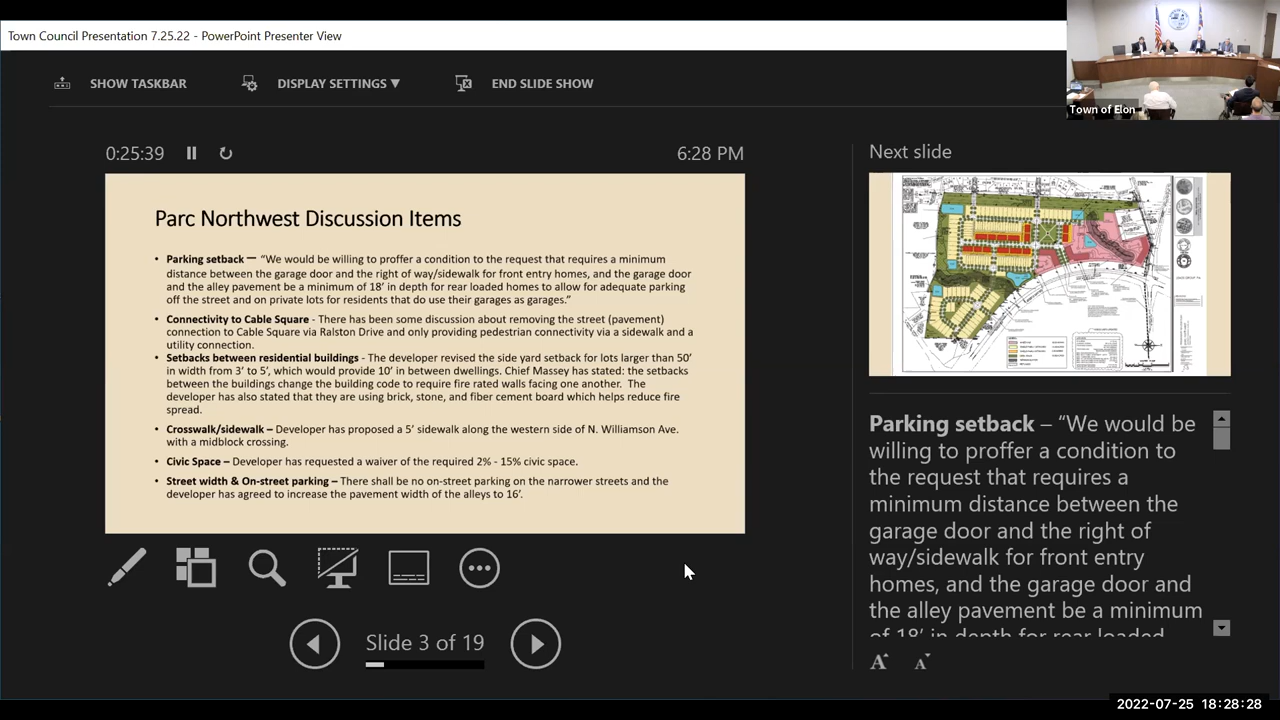 Town Council Presentation 7.25.22 - PowerPoint Presenter View
Town of Elon
SHOW TASKBAR
DISPLAY SETTINGS ▼
END SLIDE SHOW
0:25:39
6:28 PM
Next slide
Parc Northwest Discussion Items
• Parking setback – “We would be willing to proffer a condition to the request that requires a minimum
distance between the garage door and the right of way/sidewalk for front entry homes, and the garage door
and the alley pavement be a minimum of 18’ in depth for rear loaded homes to allow for adequate parking
off the street and on private lots for residents that do use their garages as garages.”
• Connectivity to Cable Square - There has been some discussion about removing the street (pavement)
connection to Cable Square via Ralston Drive and only providing pedestrian connectivity via a sidewalk and a
utility connection.
• Setbacks between residential buildings – The developer revised the side yard setback for lots larger than 50’
in width from 3’ to 5’, which would provide 10’ in between dwellings. Chief Massey has stated: the setbacks
between the buildings change the building code to require fire rated walls facing one another. The
developer has also stated that they are using brick, stone, and fiber cement board which helps reduce fire
spread.
• Crosswalk/sidewalk – Developer has proposed a 5’ sidewalk along the western side of N. Williamson Ave.
with a midblock crossing.
• Civic Space – Developer has requested a waiver of the required 2% - 15% civic space.
• Street width & On-street parking – There shall be no on-street parking on the narrower streets and the
developer has agreed to increase the pavement width of the alleys to 16’.
Parking setback – “We would be
willing to proffer a condition to
the request that requires a
minimum distance between the
garage door and the right of
way/sidewalk for front entry
homes, and the garage door and
the alley pavement be a minimum
of 18’ in depth for rear loaded
Slide 3 of 19
A A
2022-07-25 18:28:28